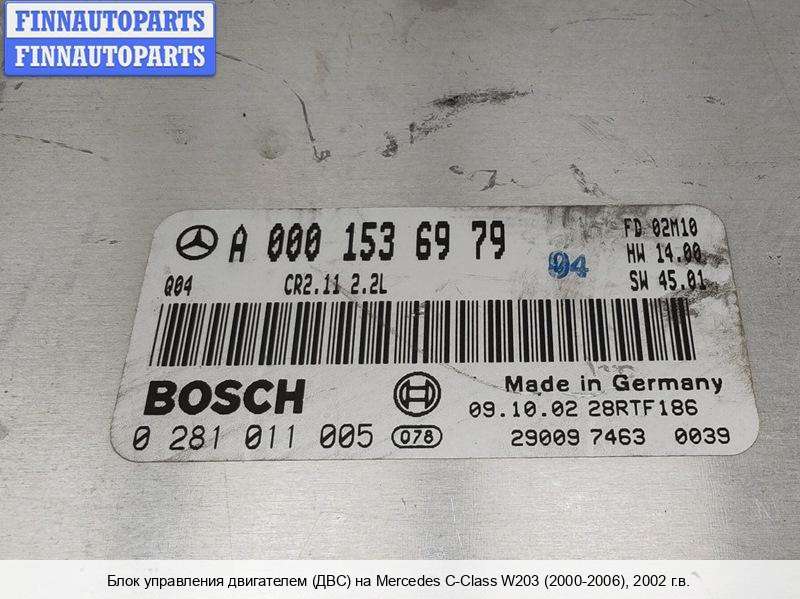 FINNAUTOPARTS
FINNAUTOPARTS
A 000 153 69 79
FD 02M10
HW 14.00
SW 45.01
94
Q04 CR2.11 2.2L
BOSCH
Made in Germany
09.10.02 28RTF186
0 281 011 005 078
29009 7463 0039
Блок управления двигателем (ДВС) на Mercedes C-Class W203 (2000-2006), 2002 г.в.